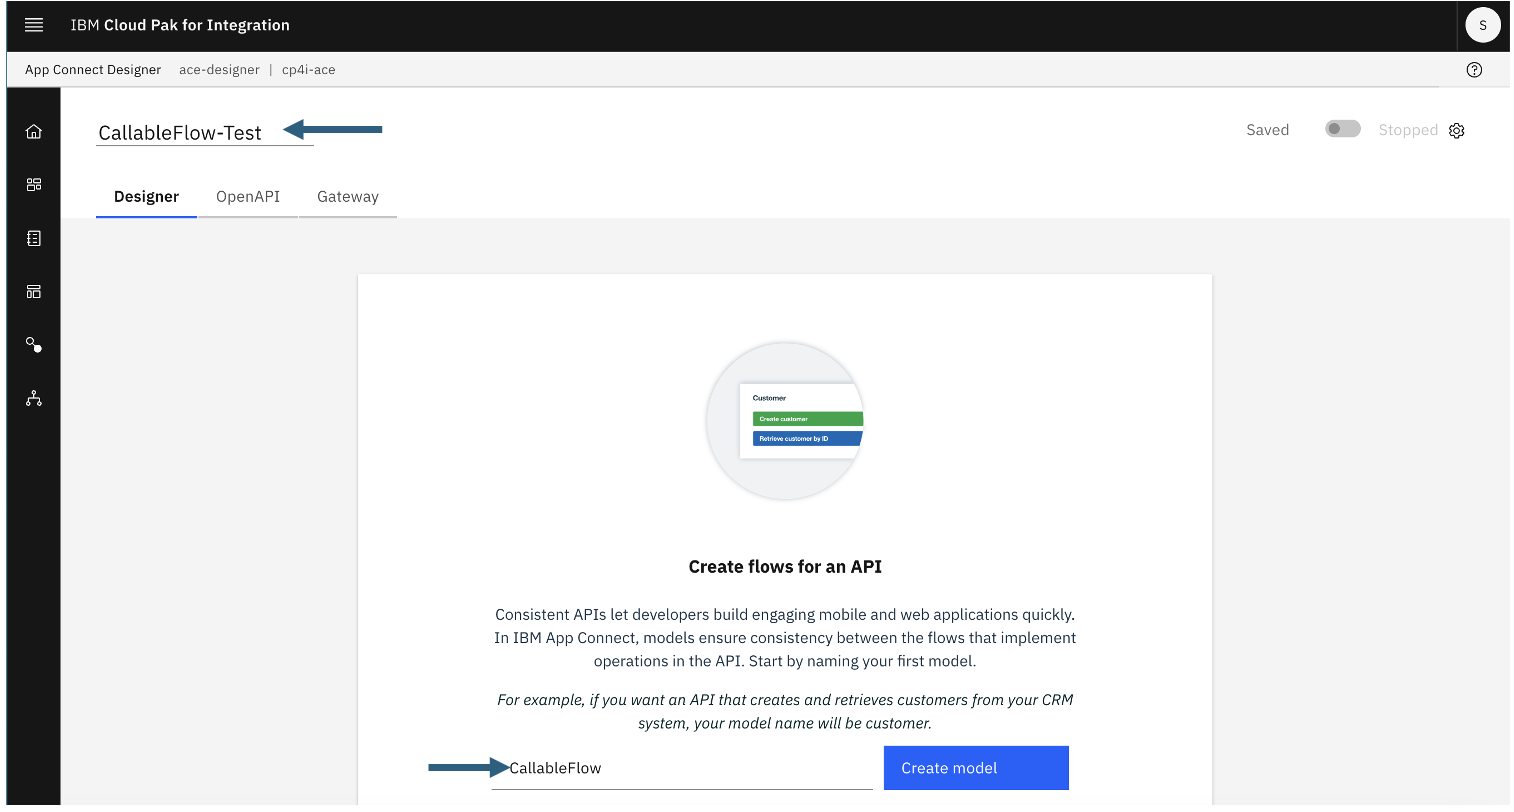 IBM Cloud Pak for Integration
S
App Connect Designer ace-designer | cp4i-ace
CallableFlow-Test
Saved
Stopped
Designer
OpenAPI
Gateway
Customer
Create customer
Retrieve customer by ID
Create flows for an API
Consistent APIs let developers build engaging mobile and web applications quickly.
In IBM App Connect, models ensure consistency between the flows that implement
operations in the API. Start by naming your first model.
For example, if you want an API that creates and retrieves customers from your CRM
system, your model name will be customer.
CallableFlow
Create model